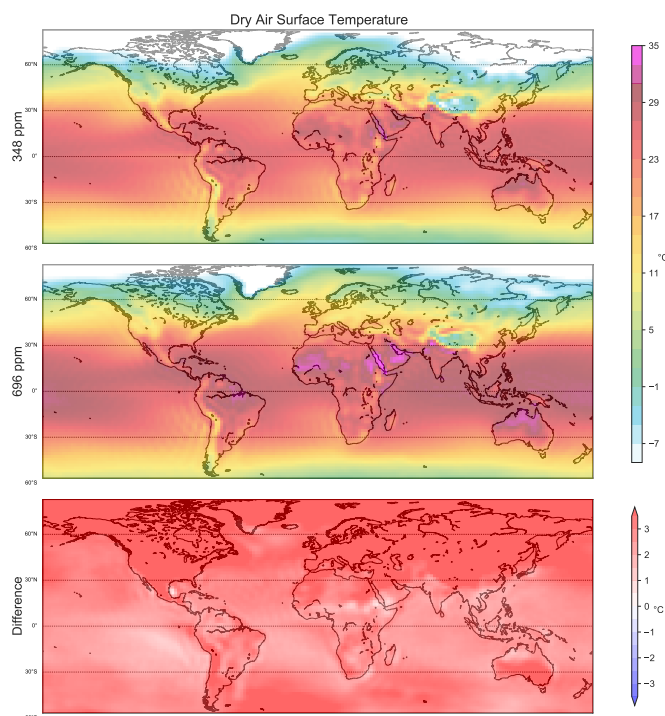 Dry Air Surface Temperature
348 ppm
60°N
30°N
0°
30°S
60°S
696 ppm
60°N
30°N
0°
30°S
60°S
35
29
23
17
°C
11
5
−1
−7
Difference
60°N
30°N
0°
30°S
3
2
1
0
°C
−1
−2
−3